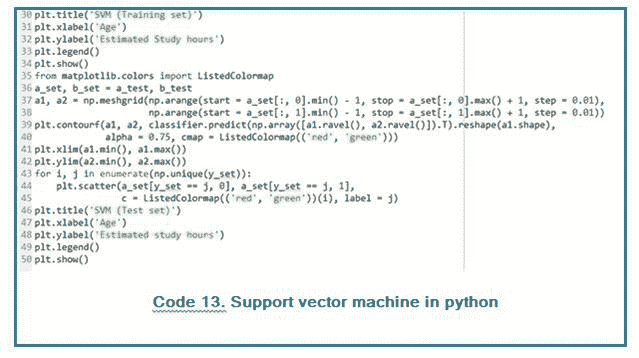 30 plt.title('SVM (Training set)')
31 plt.xlabel('Age')
32 plt.ylabel('Estimated Study hours')
33 plt.legend()
34 plt.show()
35 from matplotlib.colors import ListedColormap
36 a_set, b_set = a_test, b_test
37 a1, a2 = np.meshgrid(np.arange(start = a_set[:, 0].min() - 1, stop = a_set[:, 0].max() + 1, step = 0.01),
38 np.arange(start = a_set[:, 1].min() - 1, stop = a_set[:, 1].max() + 1, step = 0.01))
39 plt.contourf(a1, a2, classifier.predict(np.array([a1.ravel(), a2.ravel()]).T).reshape(a1.shape),
40 alpha = 0.75, cmap = ListedColormap(('red', 'green')))
41 plt.xlim(a1.min(), a1.max())
42 plt.ylim(a2.min(), a2.max())
43 for i, j in enumerate(np.unique(y_set)):
44 plt.scatter(a_set[y_set == j, 0], a_set[y_set == j, 1],
45 c = ListedColormap(('red', 'green'))(i), label = j)
46 plt.title('SVM (Test set)')
47 plt.xlabel('Age')
48 plt.ylabel('Estimated study hours')
49 plt.legend()
50 plt.show()
Code 13. Support vector machine in python